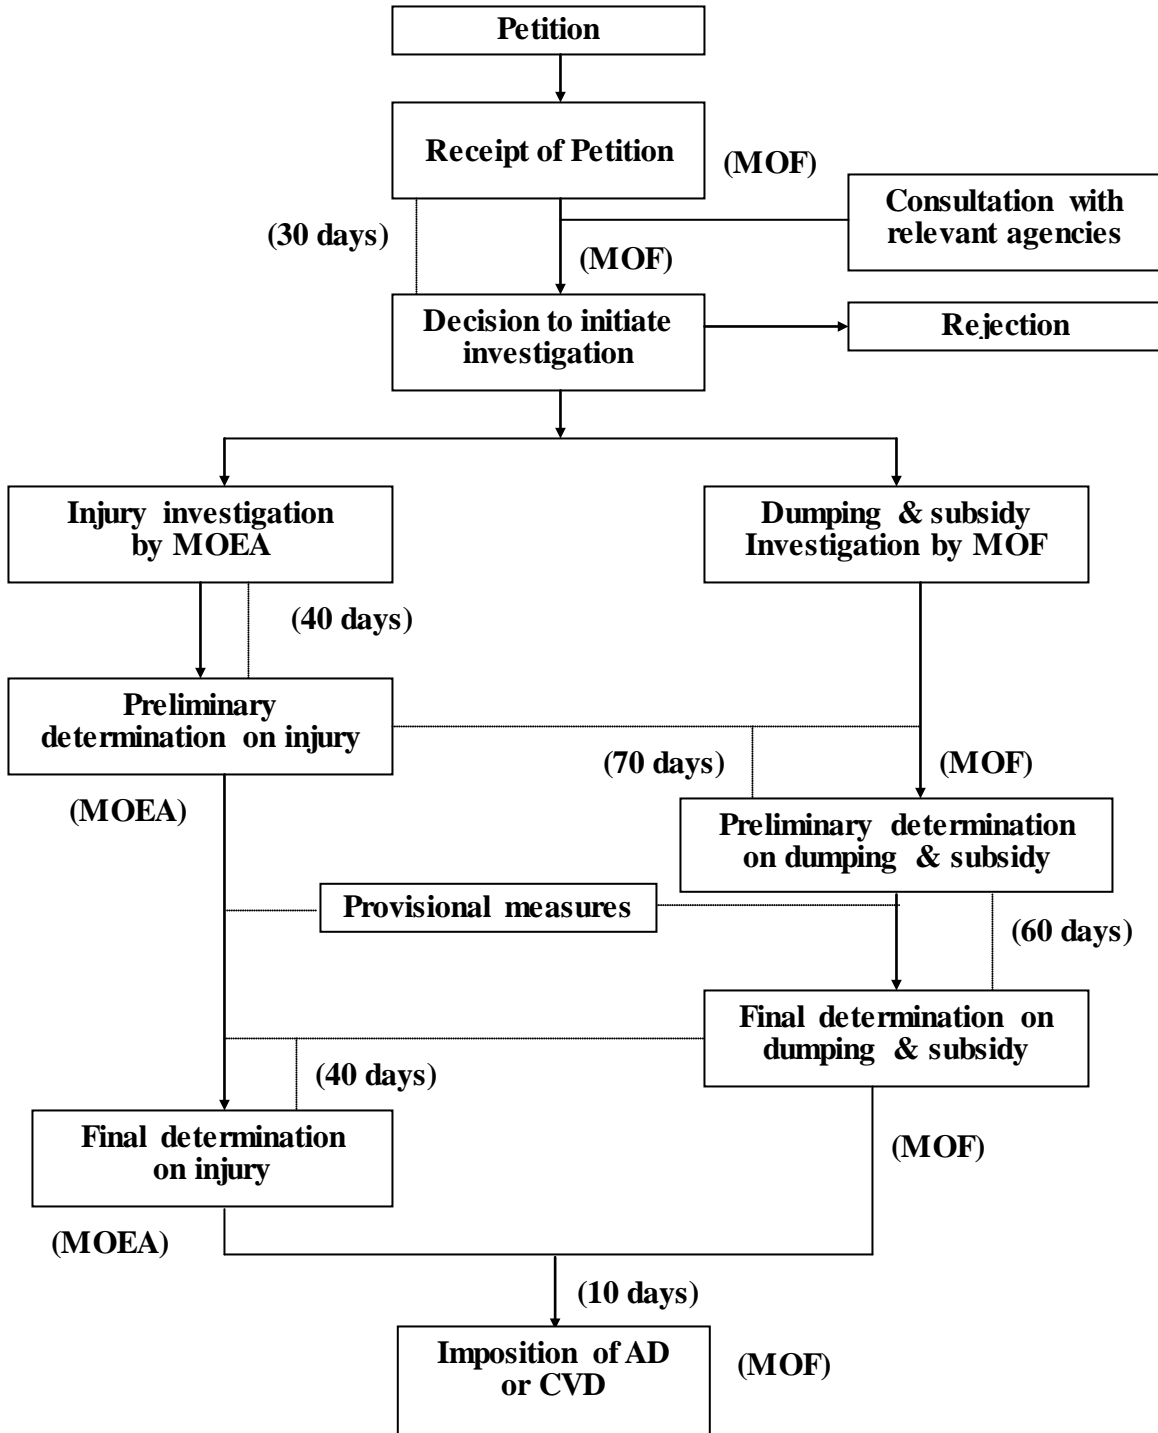 Petition
Receipt of Petition
(MOF)
Consultation with
relevant agencies
(30 days)
(MOF)
Decision to initiate
investigation
Rejection
Injury investigation
by MOEA
Dumping & subsidy
Investigation by MOF
(40 days)
Preliminary
determination on injury
(70 days)
(MOF)
(MOEA)
Preliminary determination
on dumping & subsidy
Provisional measures
(60 days)
Final determination on
dumping & subsidy
(40 days)
Final determination
on injury
(MOF)
(MOEA)
(10 days)
Imposition of AD
or CVD
(MOF)